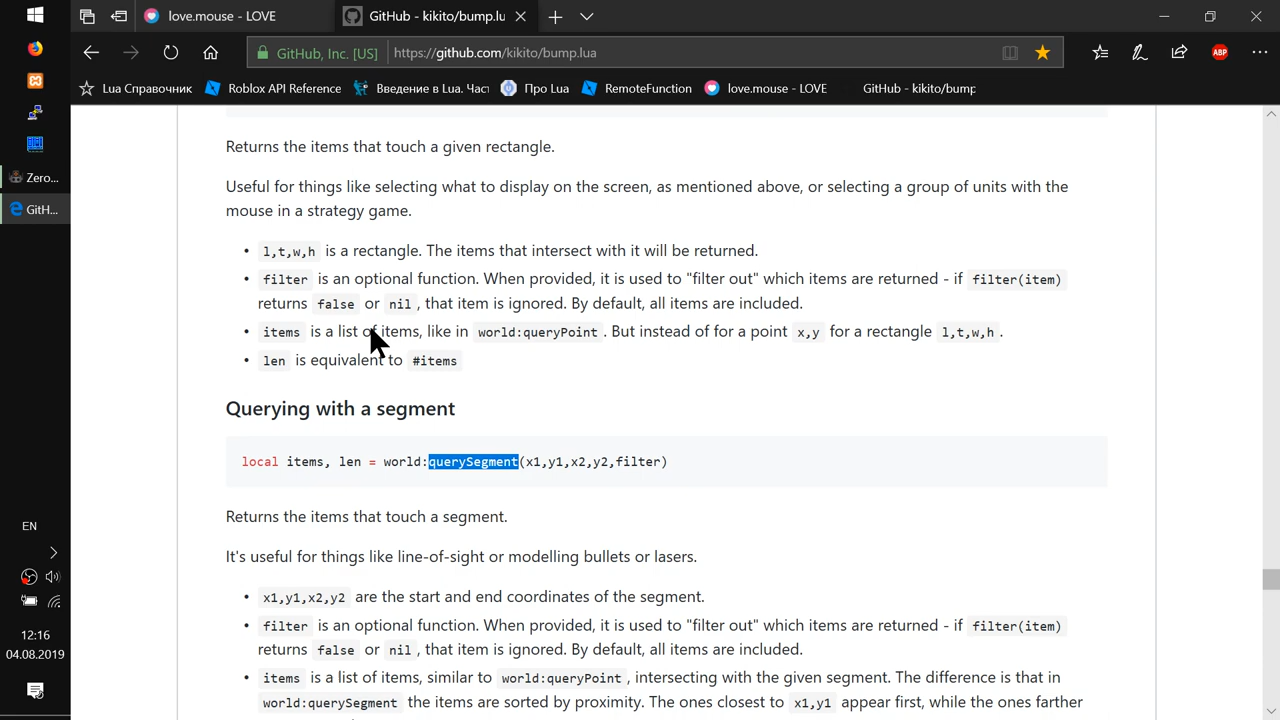 love.mouse - LOVE
GitHub - kikito/bump.lu
GitHub, Inc. [US]
https://github.com/kikito/bump.lua
ABP
Lua Справочник
Roblox API Reference
Введение в Lua. Част
Про Lua
RemoteFunction
love.mouse - LOVE
GitHub - kikito/bump
Zero...
GitH...
Returns the items that touch a given rectangle.
Useful for things like selecting what to display on the screen, as mentioned above, or selecting a group of units with the
mouse in a strategy game.
• l,t,w,h is a rectangle. The items that intersect with it will be returned.
• filter is an optional function. When provided, it is used to "filter out" which items are returned - if filter(item)
returns false or nil , that item is ignored. By default, all items are included.
• items is a list of items, like in world:queryPoint . But instead of for a point x,y for a rectangle l,t,w,h .
• len is equivalent to #items
Querying with a segment
local items, len = world:querySegment(x1,y1,x2,y2,filter)
Returns the items that touch a segment.
It's useful for things like line-of-sight or modelling bullets or lasers.
• x1,y1,x2,y2 are the start and end coordinates of the segment.
• filter is an optional function. When provided, it is used to "filter out" which items are returned - if filter(item)
returns false or nil , that item is ignored. By default, all items are included.
• items is a list of items, similar to world:queryPoint , intersecting with the given segment. The difference is that in
world:querySegment the items are sorted by proximity. The ones closest to x1,y1 appear first, while the ones farther
EN
12:16
04.08.2019